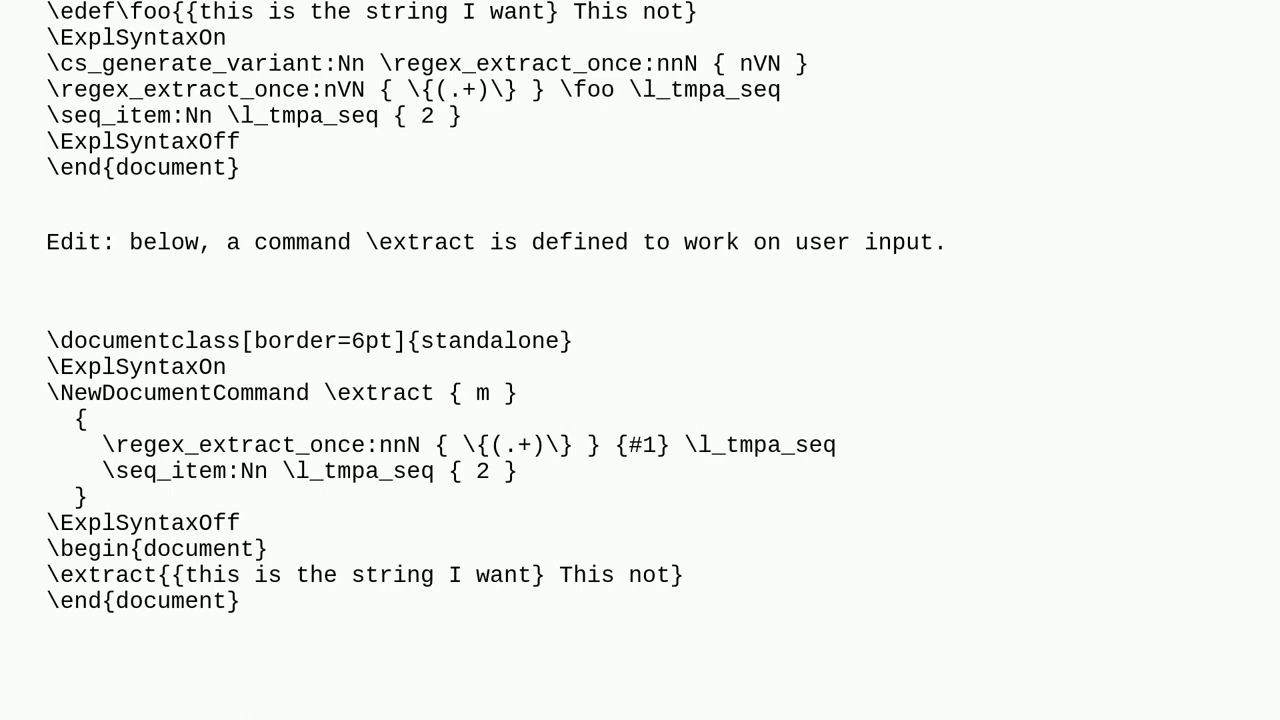 \edef\foo{{this is the string I want} This not}
\ExplSyntaxOn
\cs_generate_variant:Nn \regex_extract_once:nnN { nVN }
\regex_extract_once:nVN { \{(.+)\} } \foo \l_tmpa_seq
\seq_item:Nn \l_tmpa_seq { 2 }
\ExplSyntaxOff
\end{document}
Edit: below, a command \extract is defined to work on user input.
\documentclass[border=6pt]{standalone}
\ExplSyntaxOn
\NewDocumentCommand \extract { m }
  {
    \regex_extract_once:nnN { \{(.+)\} } {#1} \l_tmpa_seq
    \seq_item:Nn \l_tmpa_seq { 2 }
  }
\ExplSyntaxOff
\begin{document}
\extract{{this is the string I want} This not}
\end{document}